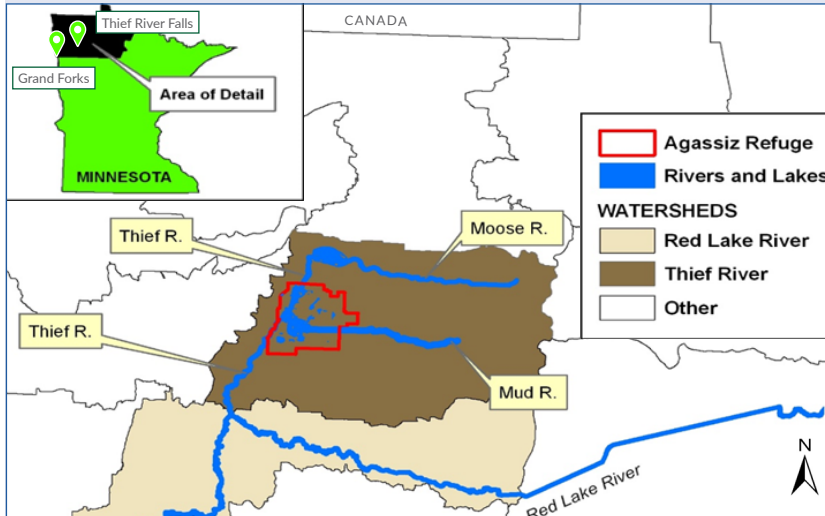 CANADA
Thief River Falls
Grand Forks
Area of Detail
MINNESOTA
Agassiz Refuge
Rivers and Lakes
WATERSHEDS
Red Lake River
Thief River
Other
Thief R.
Moose R.
Thief R.
Mud R.
Red Lake River
N